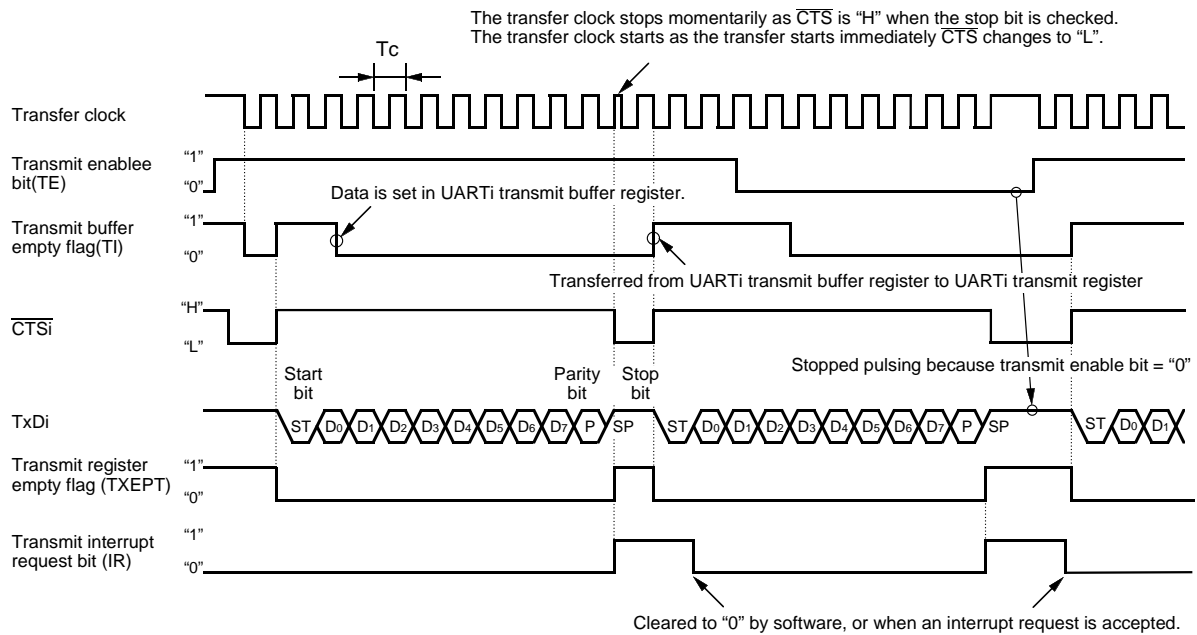 The transfer clock stops momentarily as CTS is “H” when the stop bit is checked.
The transfer clock starts as the transfer starts immediately CTS changes to “L”.
Tc
Transfer clock
Transmit enablee
bit(TE)
“1”
“0”
Data is set in UARTi transmit buffer register.
Transmit buffer
empty flag(TI)
“1”
“0”
Transferred from UARTi transmit buffer register to UARTi transmit register
CTSi
“H”
“L”
Stopped pulsing because transmit enable bit = “0”
Start
bit
Parity
bit
Stop
bit
TxDi
ST D0 D1 D2 D3 D4 D5 D6 D7 P SP ST D0 D1 D2 D3 D4 D5 D6 D7 P SP ST D0 D1
Transmit register
empty flag (TXEPT)
“1”
“0”
Transmit interrupt
request bit (IR)
“1”
“0”
Cleared to “0” by software, or when an interrupt request is accepted.